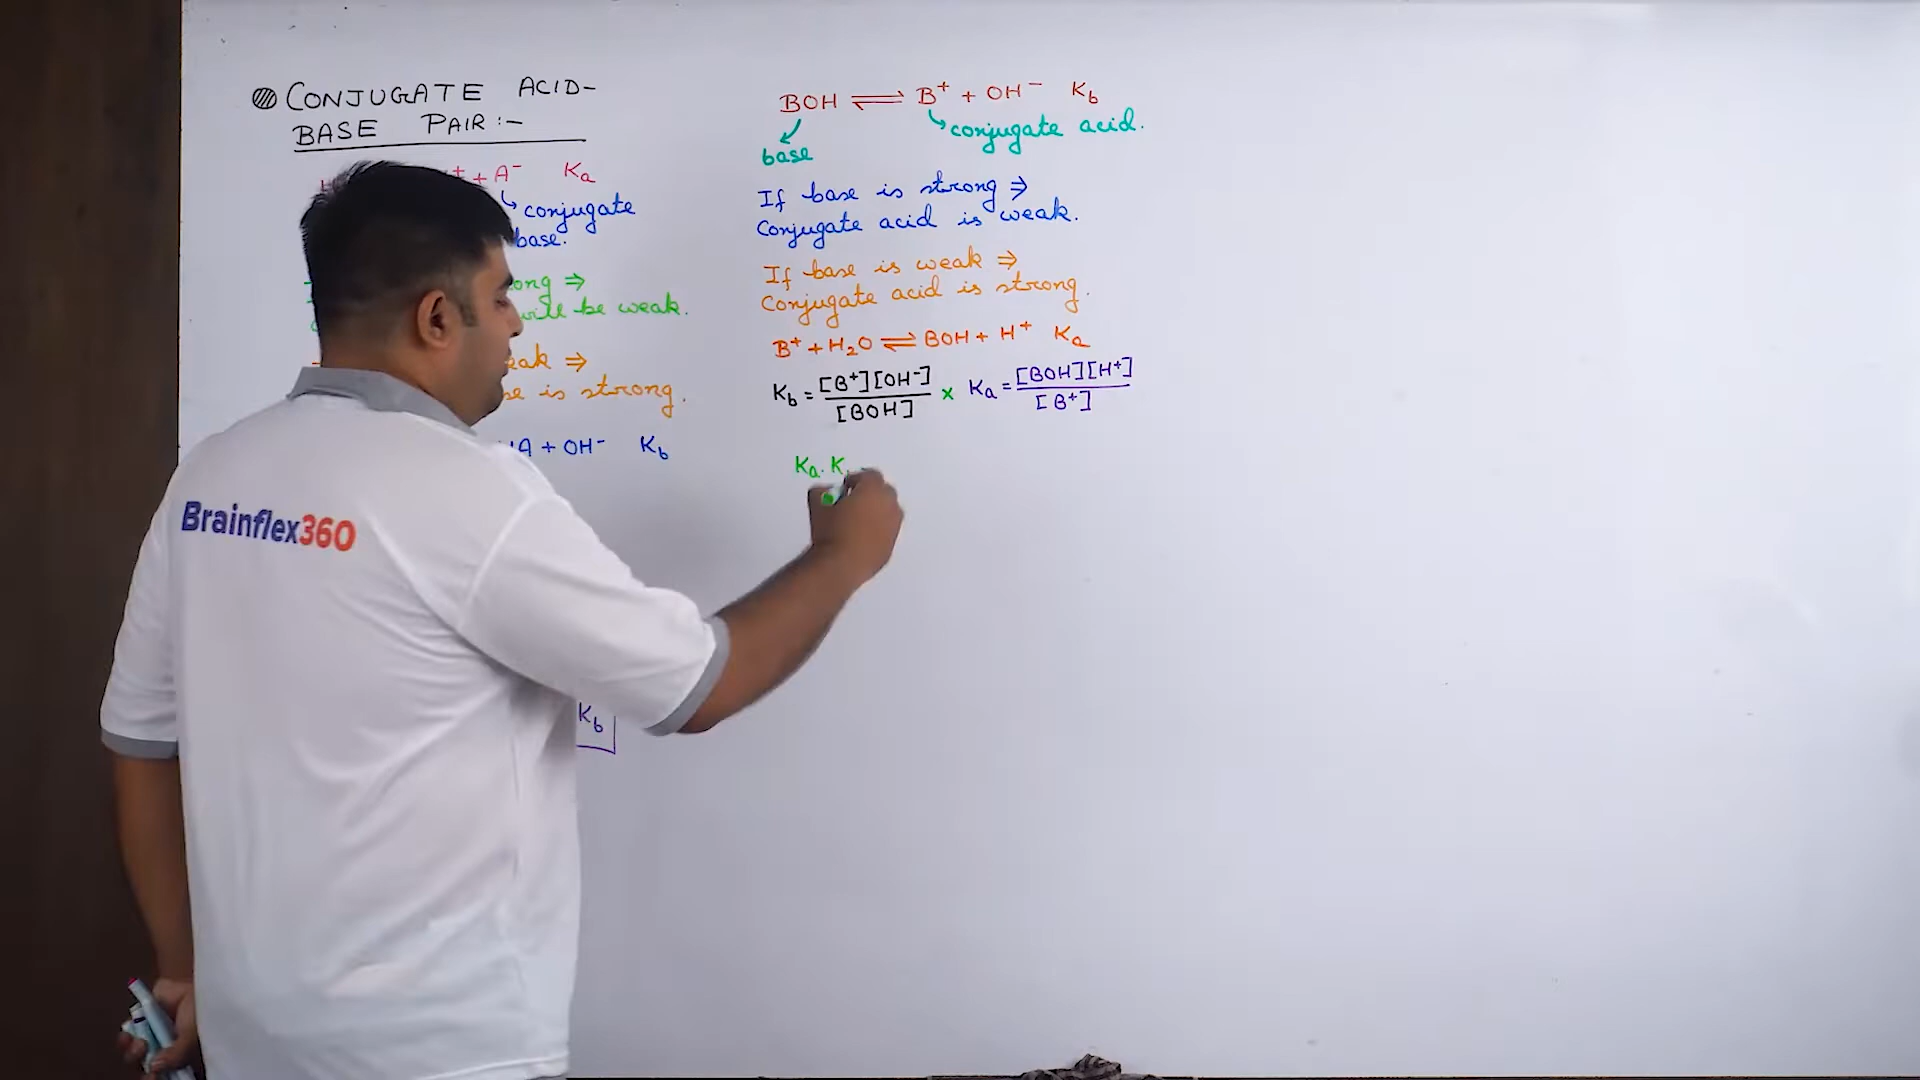 CONJUGATE ACID-
BASE PAIR :-
+ A⁻ Ka
conjugate
base.
⇒
will be weak.
⇒
is strong.
A + OH⁻ Kb
Kb
BOH ⇌ B⁺ + OH⁻ Kb
base
conjugate acid.
If base is strong ⇒
Conjugate acid is weak.
If base is weak ⇒
Conjugate acid is strong.
B⁺ + H₂O ⇌ BOH + H⁺ Ka
Kb = [B⁺][OH⁻] / [BOH] × Ka = [BOH][H⁺] / [B⁺]
Ka. K
Brainflex360